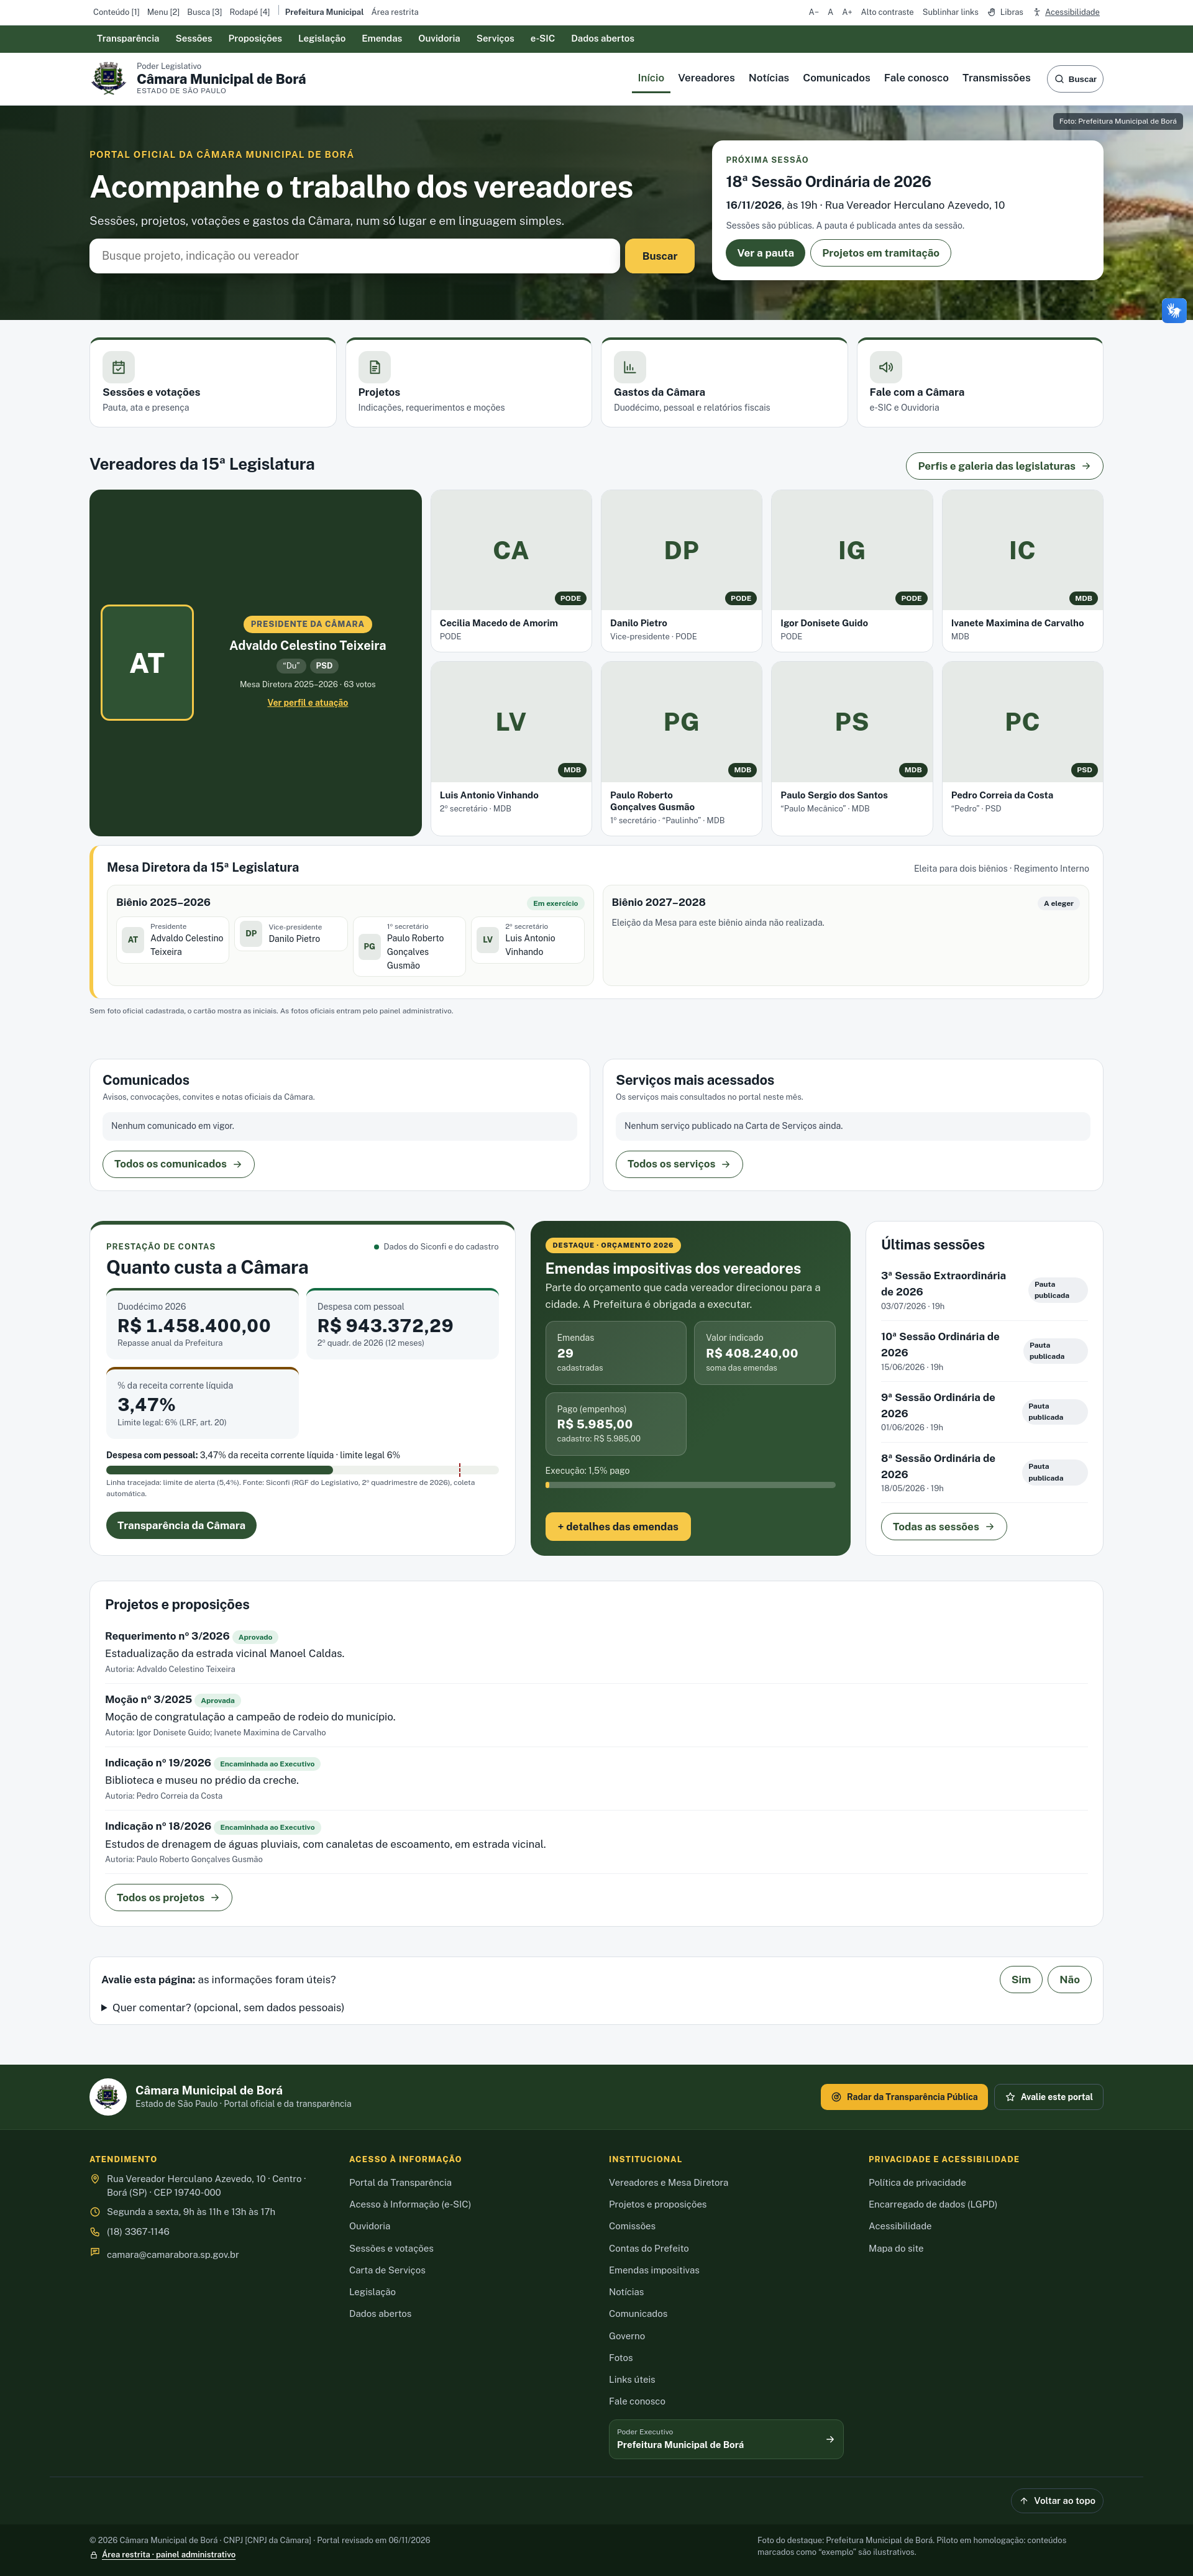 Conteúdo [1] Menu [2] Busca [3] Rodapé [4] Prefeitura Municipal Área restrita
A− A A+ Alto contraste Sublinhar links Libras Acessibilidade
Transparência Sessões Proposições Legislação Emendas Ouvidoria Serviços e-SIC Dados abertos
Poder Legislativo
Câmara Municipal de Borá
ESTADO DE SÃO PAULO
Início Vereadores Notícias Comunicados Fale conosco Transmissões Buscar
Foto: Prefeitura Municipal de Borá
PORTAL OFICIAL DA CÂMARA MUNICIPAL DE BORÁ
Acompanhe o trabalho dos vereadores
Sessões, projetos, votações e gastos da Câmara, num só lugar e em linguagem simples.
Busque projeto, indicação ou vereador
Buscar
PRÓXIMA SESSÃO
18ª Sessão Ordinária de 2026
16/11/2026, às 19h · Rua Vereador Herculano Azevedo, 10
Sessões são públicas. A pauta é publicada antes da sessão.
Ver a pauta
Projetos em tramitação
Sessões e votações
Pauta, ata e presença
Projetos
Indicações, requerimentos e moções
Gastos da Câmara
Duodécimo, pessoal e relatórios fiscais
Fale com a Câmara
e-SIC e Ouvidoria
Vereadores da 15ª Legislatura
Perfis e galeria das legislaturas
AT
PRESIDENTE DA CÂMARA
Advaldo Celestino Teixeira
“Du” PSD
Mesa Diretora 2025–2026 · 63 votos
Ver perfil e atuação
CA
PODE
Cecilia Macedo de Amorim
PODE
DP
PODE
Danilo Pietro
Vice-presidente · PODE
IG
PODE
Igor Donisete Guido
PODE
IC
MDB
Ivanete Maximina de Carvalho
MDB
LV
MDB
Luis Antonio Vinhando
2º secretário · MDB
PG
MDB
Paulo Roberto
Gonçalves Gusmão
1º secretário · “Paulinho” · MDB
PS
MDB
Paulo Sergio dos Santos
“Paulo Mecânico” · MDB
PC
PSD
Pedro Correia da Costa
“Pedro” · PSD
Mesa Diretora da 15ª Legislatura
Eleita para dois biênios · Regimento Interno
Biênio 2025–2026
Em exercício
AT
Presidente
Advaldo Celestino
Teixeira
DP
Vice-presidente
Danilo Pietro
PG
1º secretário
Paulo Roberto
Gonçalves
Gusmão
LV
2º secretário
Luis Antonio
Vinhando
Biênio 2027–2028
A eleger
Eleição da Mesa para este biênio ainda não realizada.
Sem foto oficial cadastrada, o cartão mostra as iniciais. As fotos oficiais entram pelo painel administrativo.
Comunicados
Avisos, convocações, convites e notas oficiais da Câmara.
Nenhum comunicado em vigor.
Todos os comunicados
Serviços mais acessados
Os serviços mais consultados no portal neste mês.
Nenhum serviço publicado na Carta de Serviços ainda.
Todos os serviços
PRESTAÇÃO DE CONTAS
Dados do Siconfi e do cadastro
Quanto custa a Câmara
Duodécimo 2026
R$ 1.458.400,00
Repasse anual da Prefeitura
Despesa com pessoal
R$ 943.372,29
2º quadr. de 2026 (12 meses)
% da receita corrente líquida
3,47%
Limite legal: 6% (LRF, art. 20)
Despesa com pessoal: 3,47% da receita corrente líquida · limite legal 6%
Linha tracejada: limite de alerta (5,4%). Fonte: Siconfi (RGF do Legislativo, 2º quadrimestre de 2026), coleta
automática.
Transparência da Câmara
DESTAQUE · ORÇAMENTO 2026
Emendas impositivas dos vereadores
Parte do orçamento que cada vereador direcionou para a
cidade. A Prefeitura é obrigada a executar.
Emendas
29
cadastradas
Valor indicado
R$ 408.240,00
soma das emendas
Pago (empenhos)
R$ 5.985,00
cadastro: R$ 5.985,00
Execução: 1,5% pago
+ detalhes das emendas
Últimas sessões
3ª Sessão Extraordinária
de 2026
03/07/2026 · 19h
Pauta
publicada
10ª Sessão Ordinária de
2026
15/06/2026 · 19h
Pauta
publicada
9ª Sessão Ordinária de
2026
01/06/2026 · 19h
Pauta
publicada
8ª Sessão Ordinária de
2026
18/05/2026 · 19h
Pauta
publicada
Todas as sessões
Projetos e proposições
Requerimento nº 3/2026 Aprovado
Estadualização da estrada vicinal Manoel Caldas.
Autoria: Advaldo Celestino Teixeira
Moção nº 3/2025 Aprovada
Moção de congratulação a campeão de rodeio do município.
Autoria: Igor Donisete Guido; Ivanete Maximina de Carvalho
Indicação nº 19/2026 Encaminhada ao Executivo
Biblioteca e museu no prédio da creche.
Autoria: Pedro Correia da Costa
Indicação nº 18/2026 Encaminhada ao Executivo
Estudos de drenagem de águas pluviais, com canaletas de escoamento, em estrada vicinal.
Autoria: Paulo Roberto Gonçalves Gusmão
Todos os projetos
Avalie esta página: as informações foram úteis?
Sim Não
Quer comentar? (opcional, sem dados pessoais)
Câmara Municipal de Borá
Estado de São Paulo · Portal oficial e da transparência
Radar da Transparência Pública
Avalie este portal
ATENDIMENTO
Rua Vereador Herculano Azevedo, 10 · Centro ·
Borá (SP) · CEP 19740-000
Segunda a sexta, 9h às 11h e 13h às 17h
(18) 3367-1146
camara@camarabora.sp.gov.br
ACESSO À INFORMAÇÃO
Portal da Transparência
Acesso à Informação (e-SIC)
Ouvidoria
Sessões e votações
Carta de Serviços
Legislação
Dados abertos
INSTITUCIONAL
Vereadores e Mesa Diretora
Projetos e proposições
Comissões
Contas do Prefeito
Emendas impositivas
Notícias
Comunicados
Governo
Fotos
Links úteis
Fale conosco
Poder Executivo
Prefeitura Municipal de Borá
PRIVACIDADE E ACESSIBILIDADE
Política de privacidade
Encarregado de dados (LGPD)
Acessibilidade
Mapa do site
Voltar ao topo
© 2026 Câmara Municipal de Borá · CNPJ [CNPJ da Câmara] · Portal revisado em 06/11/2026
Área restrita · painel administrativo
Foto do destaque: Prefeitura Municipal de Borá. Piloto em homologação: conteúdos
marcados como “exemplo” são ilustrativos.